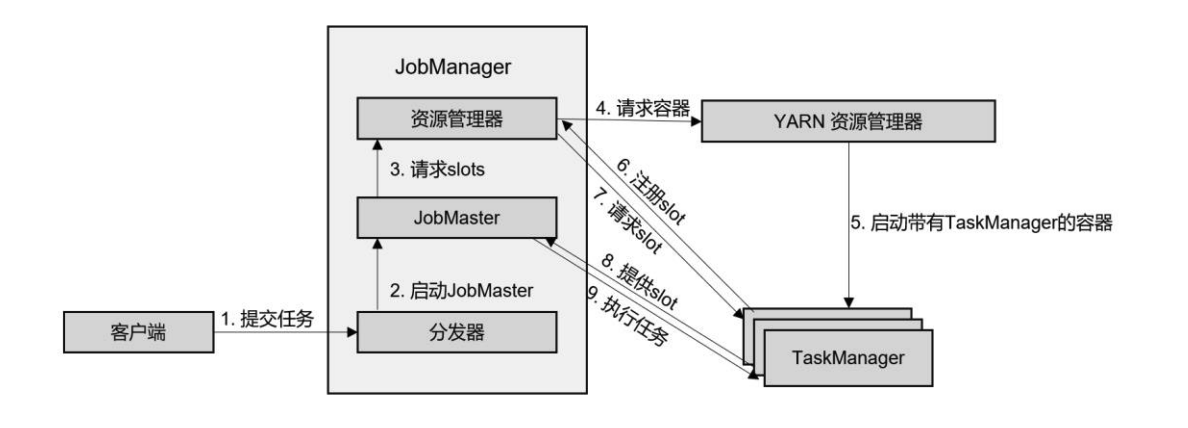 JobManager
资源管理器
4. 请求容器
YARN 资源管理器
3. 请求slots
6. 注册slot
7. 请求slot
JobMaster
5. 启动带有TaskManager的容器
8. 提供slot
9. 执行任务
2. 启动JobMaster
客户端
1. 提交任务
分发器
TaskManager